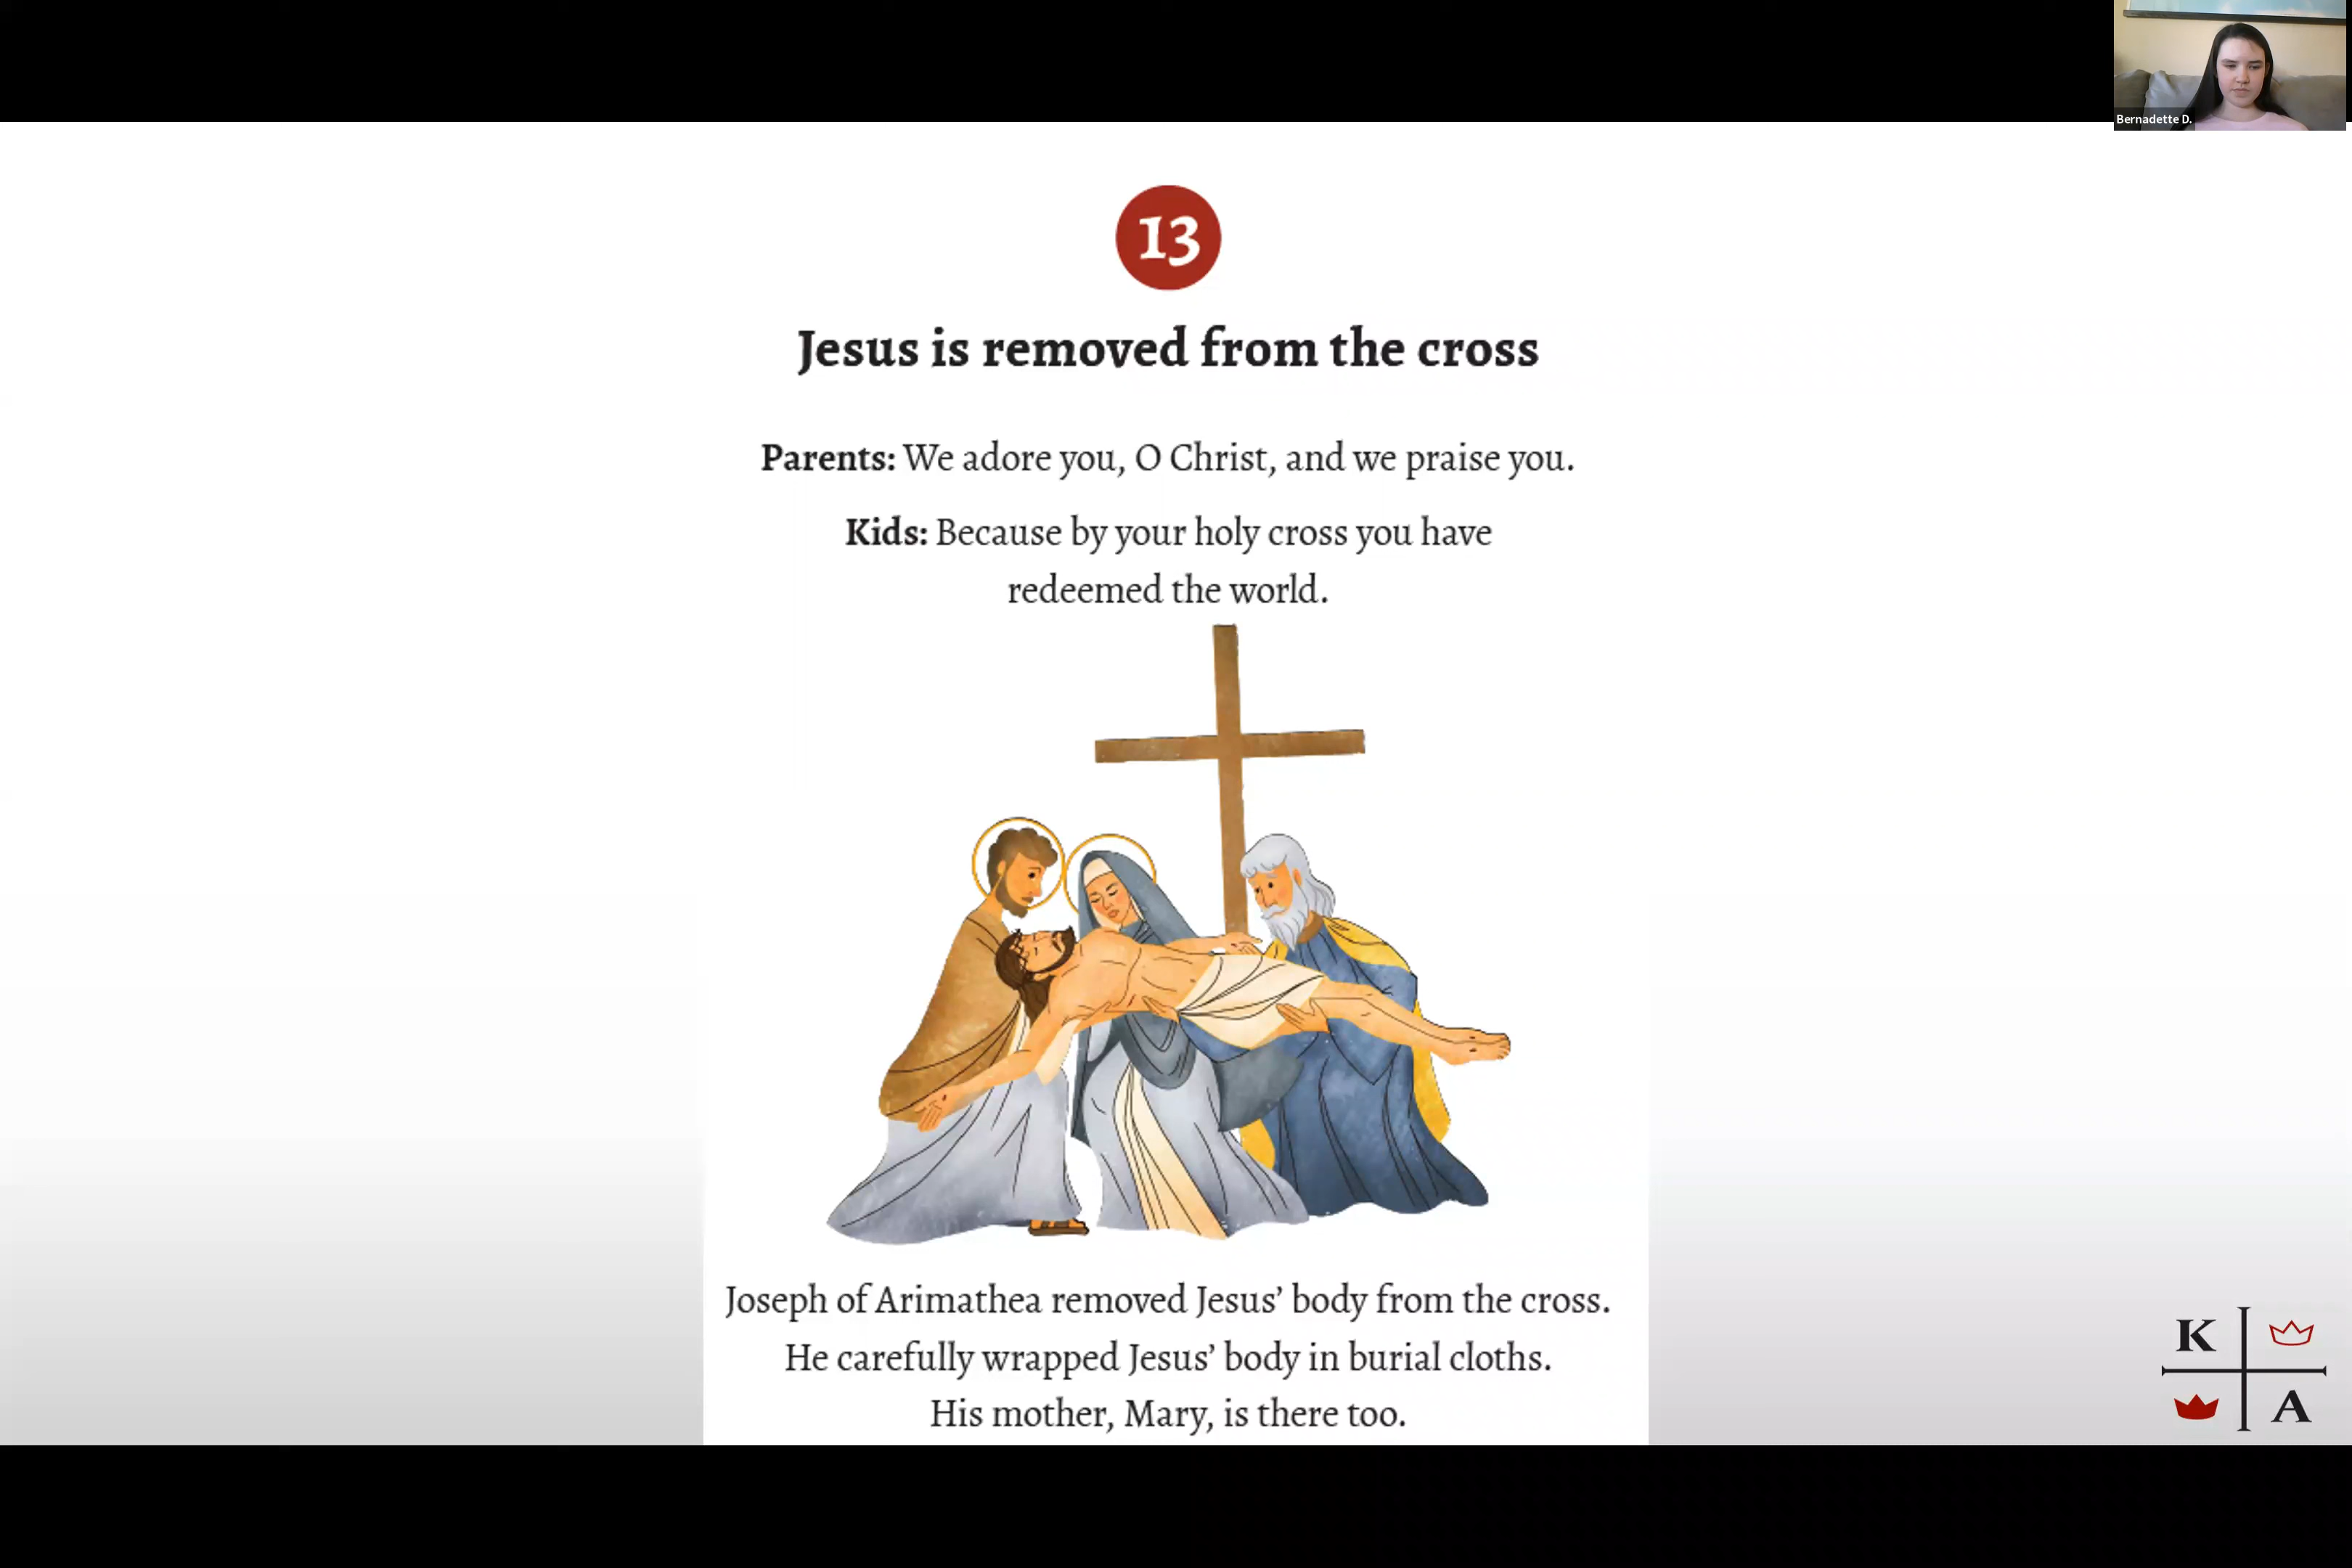 Bernadette D.
13
Jesus is removed from the cross
Parents: We adore you, O Christ, and we praise you.
Kids: Because by your holy cross you have
redeemed the world.
Joseph of Arimathea removed Jesus’ body from the cross.
He carefully wrapped Jesus’ body in burial cloths.
His mother, Mary, is there too.
K
A